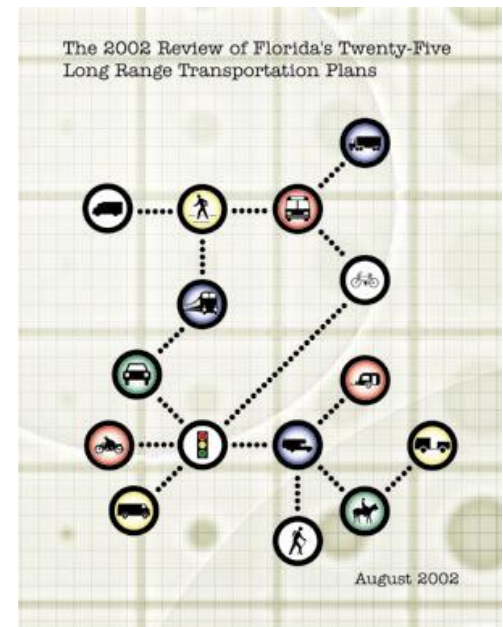 The 2002 Review of Florida's Twenty-Five
Long Range Transportation Plans
August 2002